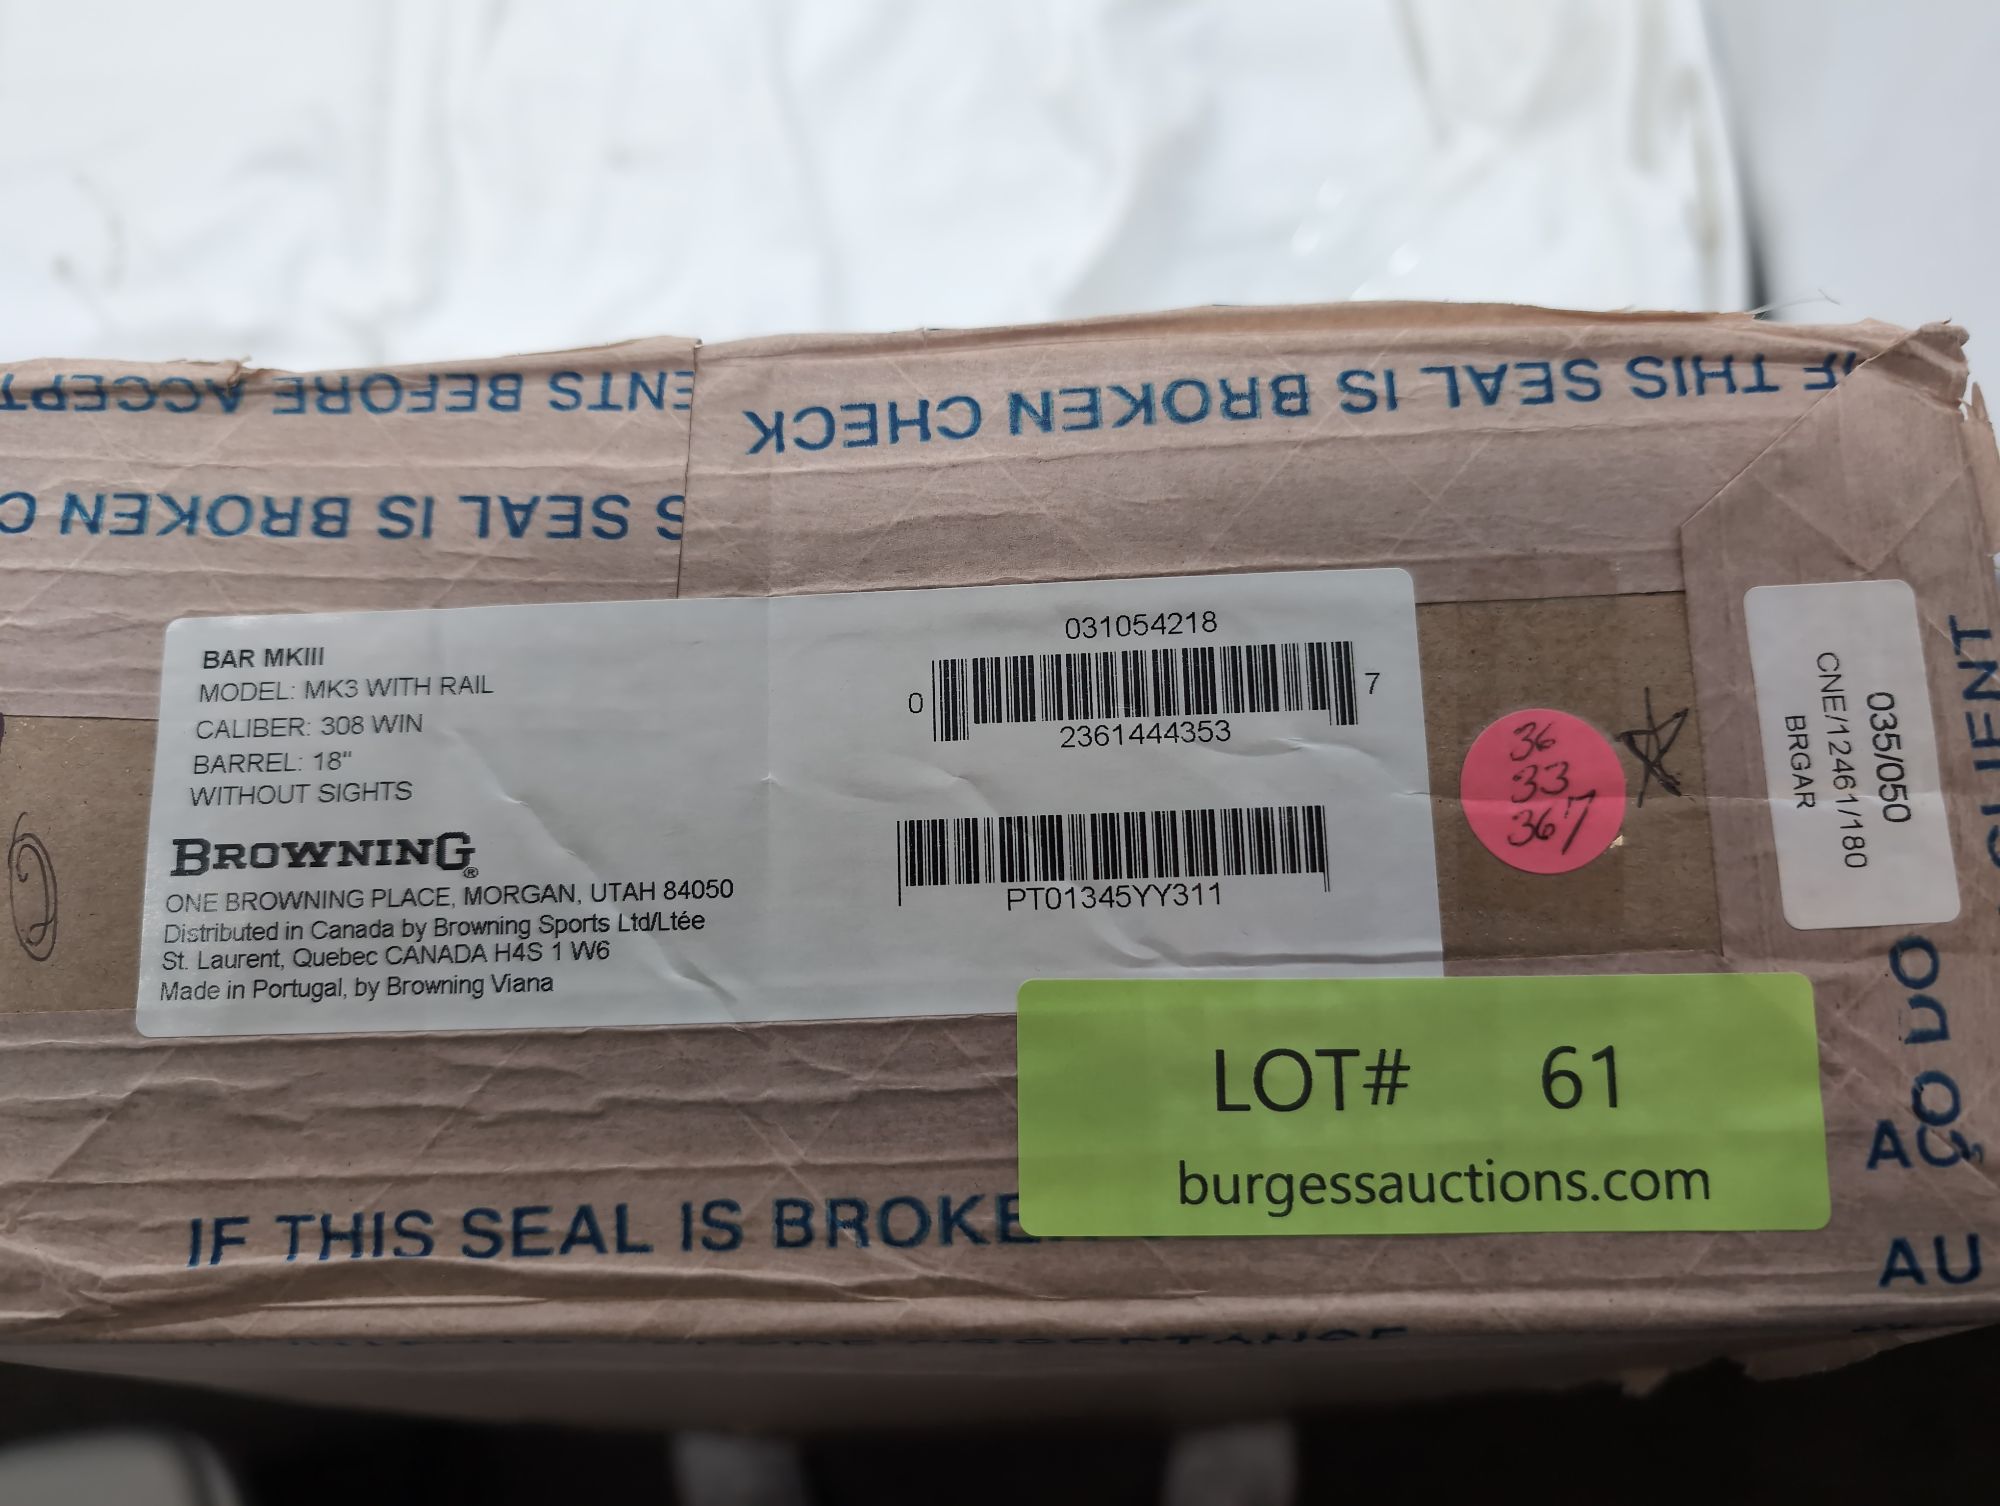 ENTS BEFORE ACCEPT
S SEAL IS BROKEN C
IF THIS SEAL IS BROKEN CHECK
BAR MKIII
MODEL: MK3 WITH RAIL
CALIBER: 308 WIN
BARREL: 18"
WITHOUT SIGHTS
BROWNING®
ONE BROWNING PLACE, MORGAN, UTAH 84050
Distributed in Canada by Browning Sports Ltd/Ltée
St. Laurent, Quebec CANADA H4S 1 W6
Made in Portugal, by Browning Viana
031054218
0 2361444353 7
PT01345YY311
36
33
367
035/050
CNE/12461/180
BRGAR
LOT# 61
burgessauctions.com
IF THIS SEAL IS BROKE
AU